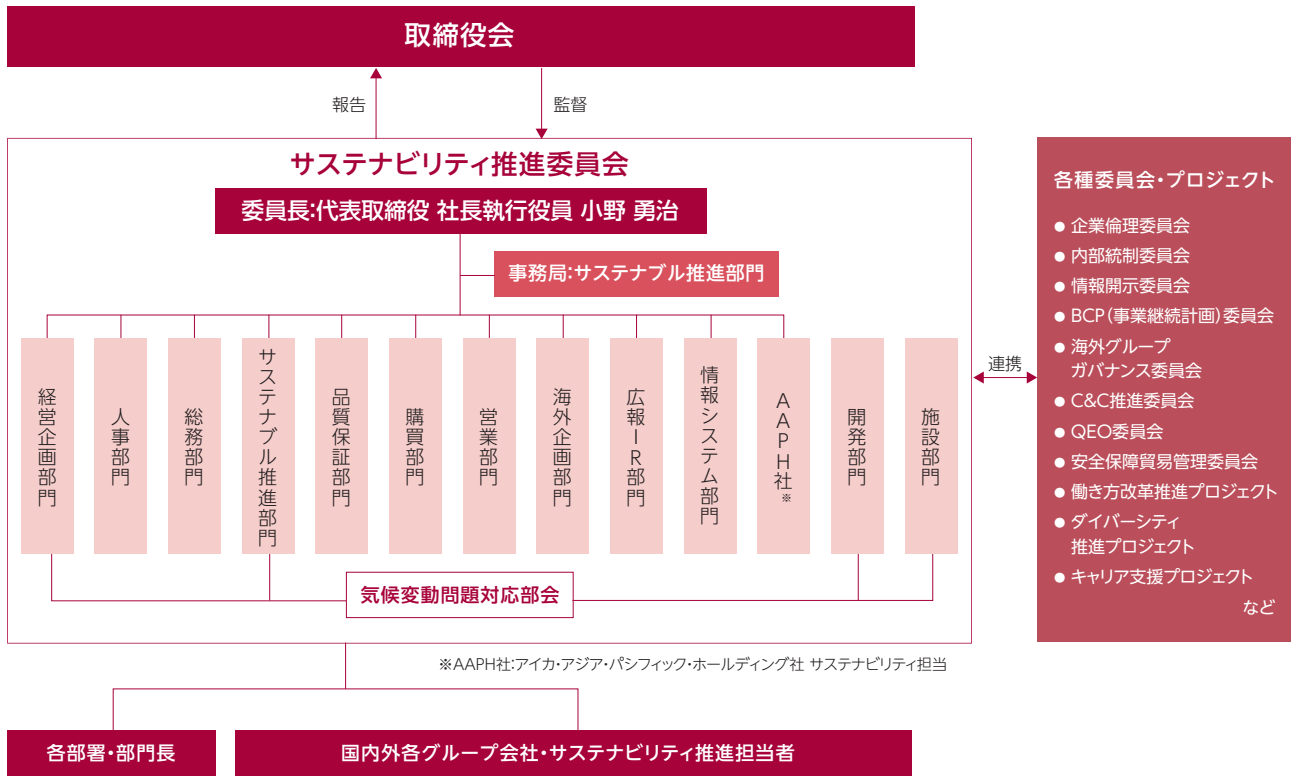 取締役会
報告
監督
サステナビリティ推進委員会
委員長:代表取締役 社長執行役員 小野 勇治
事務局:サステナブル推進部門
経営企画部門
人事部門
総務部門
サステナブル推進部門
品質保証部門
購買部門
営業部門
海外企画部門
広報IR部門
情報システム部門
AAPH社※
開発部門
施設部門
気候変動問題対応部会
※AAPH社:アイカ・アジア・パシフィック・ホールディング社 サステナビリティ担当
各部署・部門長
国内外各グループ会社・サステナビリティ推進担当者
連携
各種委員会・プロジェクト
● 企業倫理委員会
● 内部統制委員会
● 情報開示委員会
● BCP(事業継続計画)委員会
● 海外グループ
ガバナンス委員会
● C&C推進委員会
● QEO委員会
● 安全保障貿易管理委員会
● 働き方改革推進プロジェクト
● ダイバーシティ
推進プロジェクト
● キャリア支援プロジェクト
など